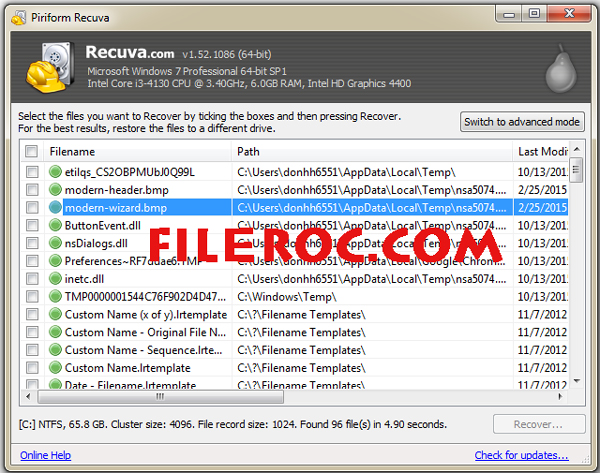 Piriform Recuva
Recuva.com v1.52.1086 (64-bit)
Microsoft Windows 7 Professional 64-bit SP1
Intel Core i3-4130 CPU @ 3.40GHz, 6.0GB RAM, Intel HD Graphics 4400
Select the files you want to Recover by ticking the boxes and then pressing Recover.
For the best results, restore the files to a different drive.
Switch to advanced mode
Filename Path Last Modif
etilqs_CS2OBPMUbJ0Q99L C:\Users\donhh6551\AppData\Local\Temp\ 10/13/201
modern-header.bmp C:\Users\donhh6551\AppData\Local\Temp\nsa5074.... 2/25/2015
modern-wizard.bmp C:\Users\donhh6551\AppData\Local\Temp\nsa5074.... 2/25/2015
ButtonEvent.dll C:\Users\donhh6551\AppData\Local\Temp\nsa5074.... 10/13/201
nsDialogs.dll C:\Users\donhh6551\AppData\Local\Temp\nsa5074.... 10/13/201
FILEROC.COM
C:\Users\donhh6551\AppData\Local\Google\Chrom... 10/13/201
inetc.dll C:\Users\donhh6551\AppData\Local\Temp\nsa5074.... 10/13/201
TMP0000001544C76F902D4D47... C:\Windows\Temp\ 10/13/201
Custom Name (x of y).lrtemplate C:\?\Filename Templates\ 11/7/2012
Custom Name - Original File N... C:\?\Filename Templates\ 11/7/2012
Custom Name - Sequence.lrte... C:\?\Filename Templates\ 11/7/2012
Custom Name.lrtemplate C:\?\Filename Templates\ 11/7/2012
Date - Filename.lrtemplate C:\?\Filename Templates\ 11/7/2012
[C:] NTFS, 65.8 GB. Cluster size: 4096. File record size: 1024. Found 96 file(s) in 4.90 seconds.
Recover...
Online Help
Check for updates...